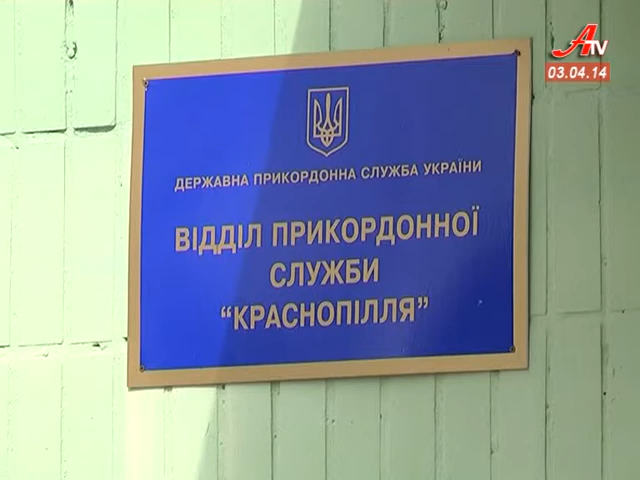 ATV
03.04.14
ДЕРЖАВНА ПРИКОРДОННА СЛУЖБА УКРАЇНИ
ВІДДІЛ ПРИКОРДОННОЇ
СЛУЖБИ
“КРАСНОПІЛЛЯ”